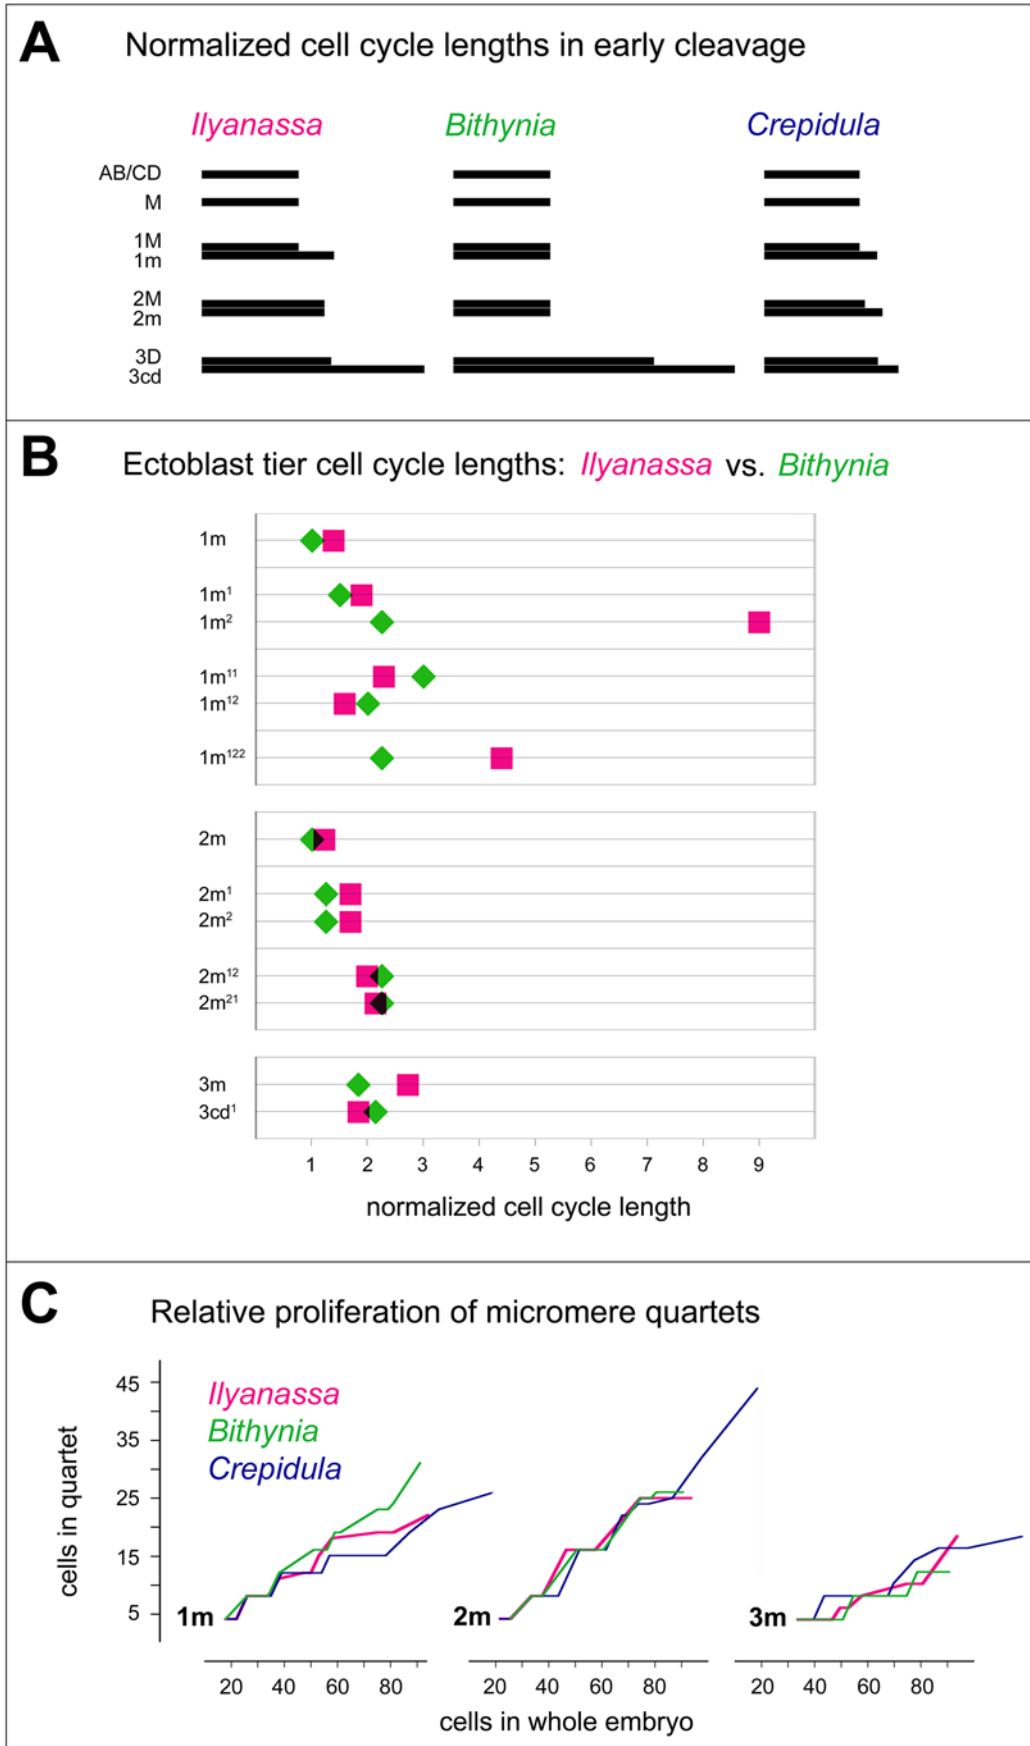 A Normalized cell cycle lengths in early cleavage
Ilyanassa Bithynia Crepidula
AB/CD
M
1M
1m
2M
2m
3D
3cd
B Ectoblast tier cell cycle lengths: Ilyanassa vs. Bithynia
1m
1m¹
1m²
1m¹¹
1m¹²
1m¹²²
2m
2m¹
2m²
2m¹²
2m²¹
3m
3cd¹
1 2 3 4 5 6 7 8 9
normalized cell cycle length
C Relative proliferation of micromere quartets
cells in quartet
45
35
25
15
5
Ilyanassa
Bithynia
Crepidula
1m 2m 3m
20 40 60 80 20 40 60 80 20 40 60 80
cells in whole embryo